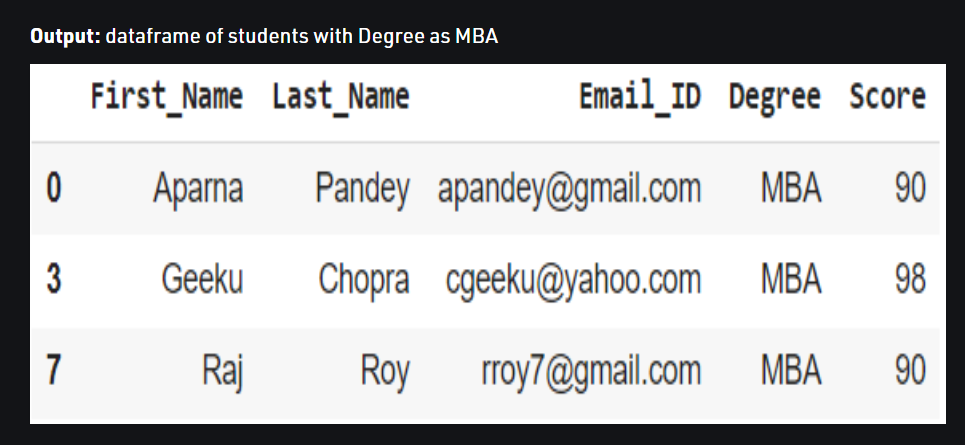 Output: dataframe of students with Degree as MBA
First_Name Last_Name Email_ID Degree Score
0 Aparna Pandey apandey@gmail.com MBA 90
3 Geeku Chopra cgeeku@yahoo.com MBA 98
7 Raj Roy rroy7@gmail.com MBA 90